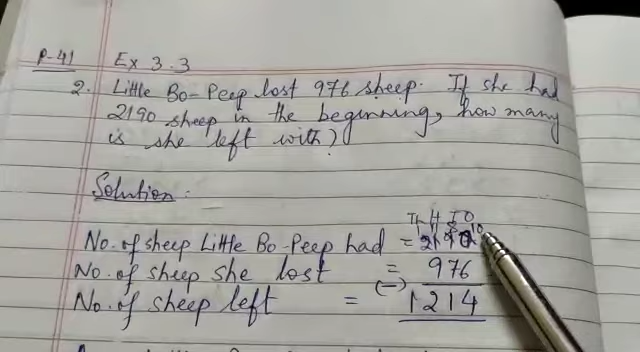 P-41 Ex 3.3
2. Little Bo-Peep lost 976 sheep. If she had
2190 sheep in the beginning, how many
is she left with?
Solution:
Th H T O
8 10
No. of sheep Little Bo-Peep had = 2190
No. of sheep she lost = 976
No. of sheep left = (-) 1214